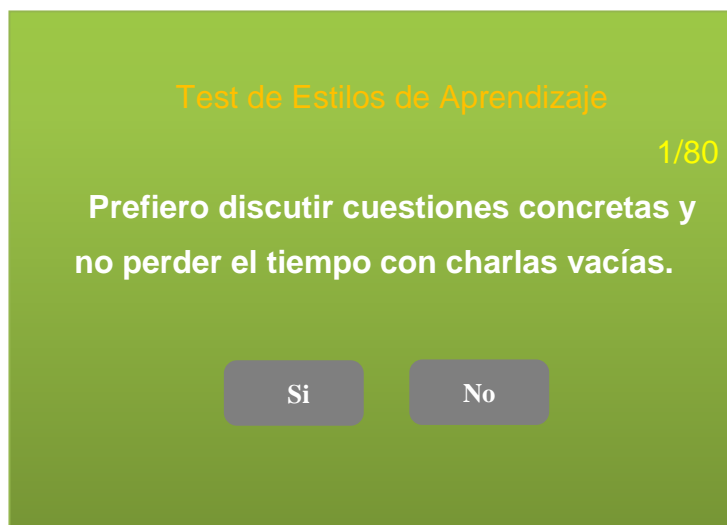 Test de Estilos de Aprendizaje
1/80
Prefiero discutir cuestiones concretas y
no perder el tiempo con charlas vacías.
Si
No